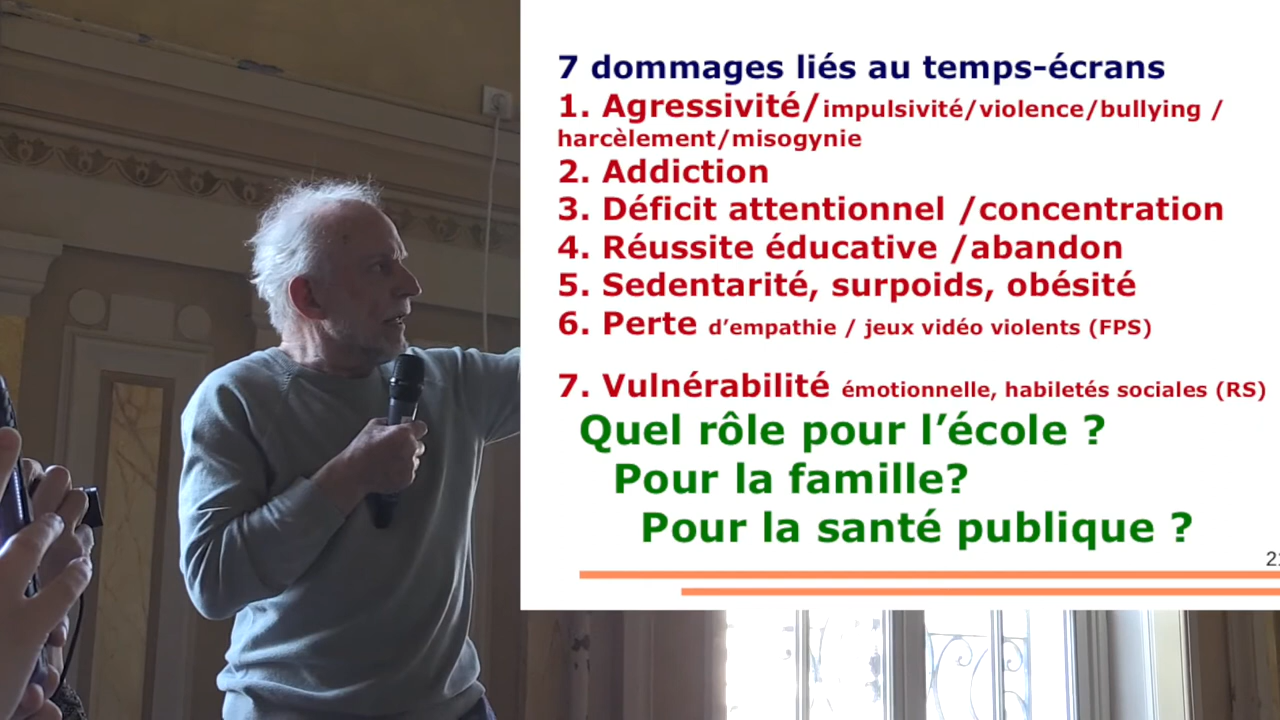 7 dommages liés au temps-écrans
1. Agressivité/impulsivité/violence/bullying /
harcèlement/misogynie
2. Addiction
3. Déficit attentionnel /concentration
4. Réussite éducative /abandon
5. Sedentarité, surpoids, obésité
6. Perte d’empathie / jeux vidéo violents (FPS)
7. Vulnérabilité émotionnelle, habiletés sociales (RS)
Quel rôle pour l’école ?
Pour la famille?
Pour la santé publique ?